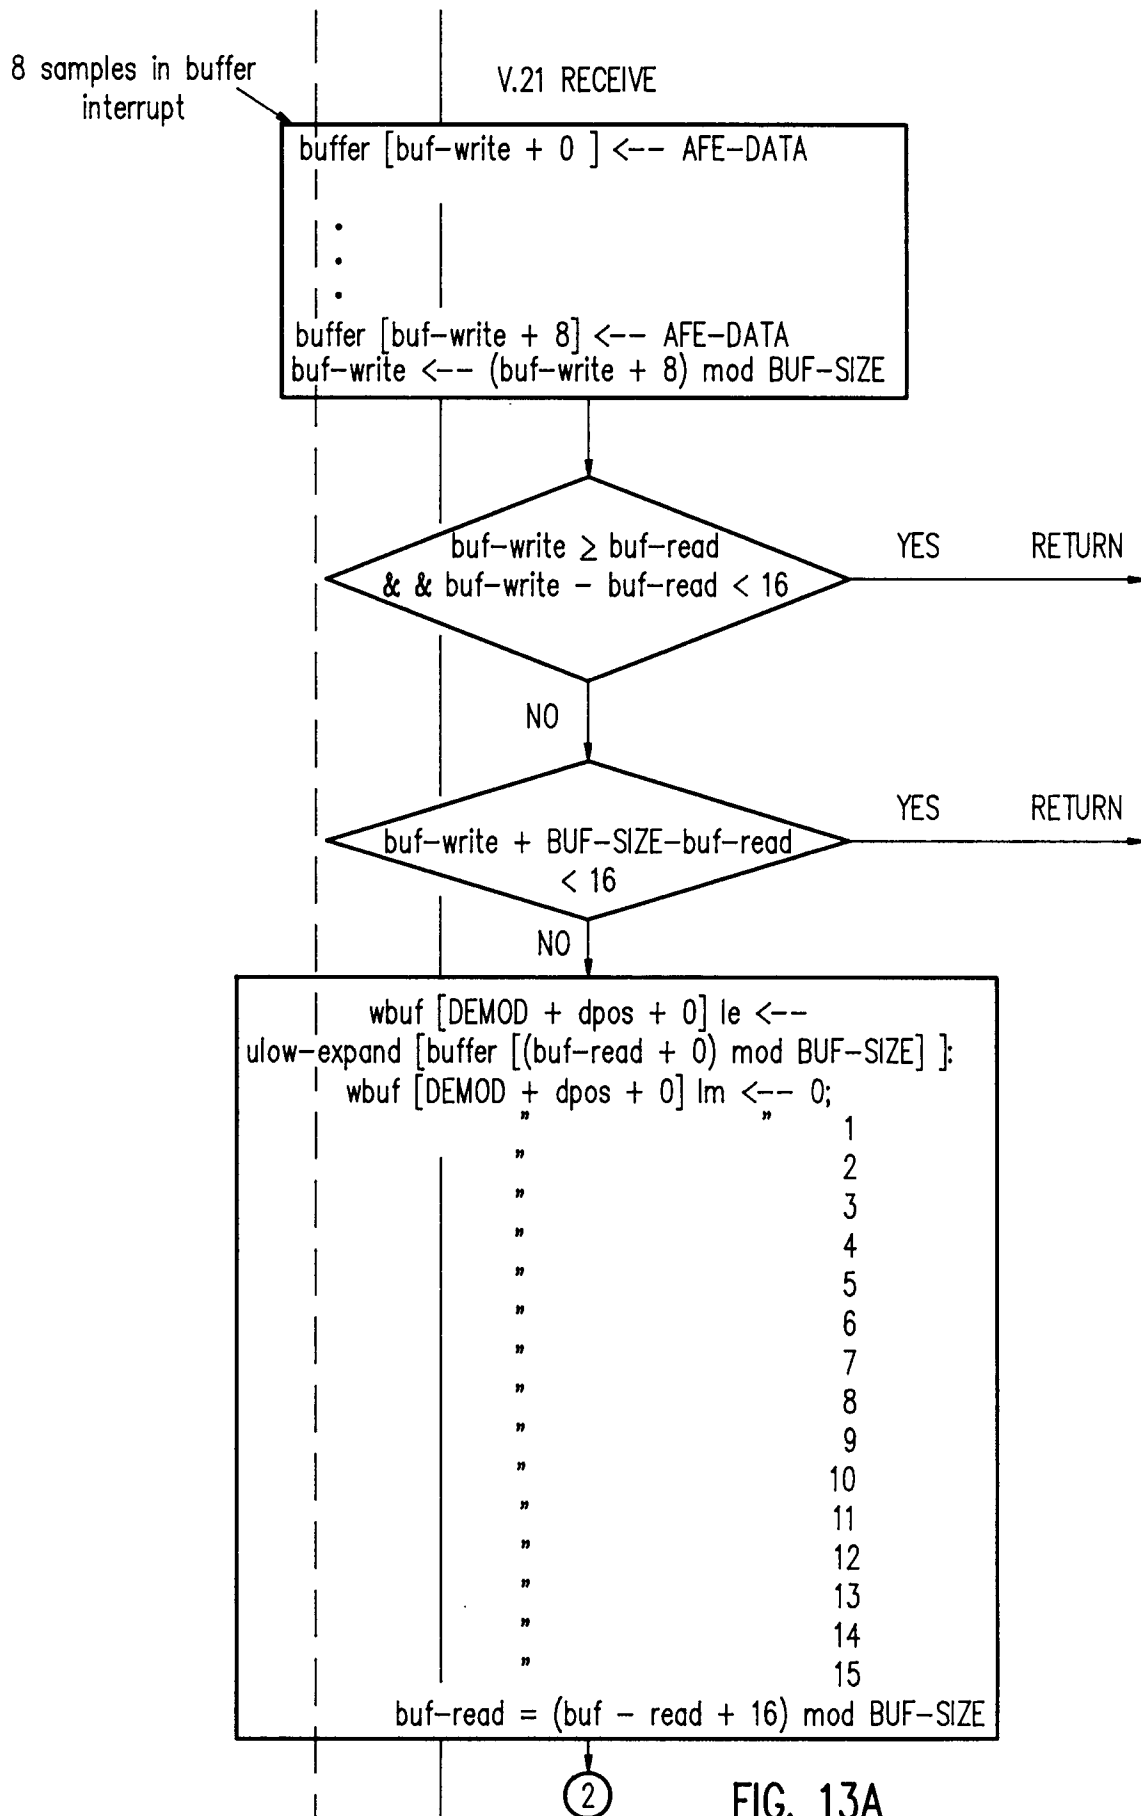 8 samples in buffer
interrupt
V.21 RECEIVE
buffer [buf-write + 0 ] <-- AFE-DATA
.
.
.
buffer [buf-write + 8] <-- AFE-DATA
buf-write <-- (buf-write + 8) mod BUF-SIZE
buf-write ≥ buf-read
& & buf-write - buf-read < 16
YES RETURN
NO
buf-write + BUF-SIZE-buf-read
< 16
YES RETURN
NO
wbuf [DEMOD + dpos + 0] le <--
ulow-expand [buffer [(buf-read + 0) mod BUF-SIZE] ]:
wbuf [DEMOD + dpos + 0] lm <-- 0;
" " 1
" 2
" 3
" 4
" 5
" 6
" 7
" 8
" 9
" 10
" 11
" 12
" 13
" 14
" 15
buf-read = (buf - read + 16) mod BUF-SIZE
2
FIG. 13A